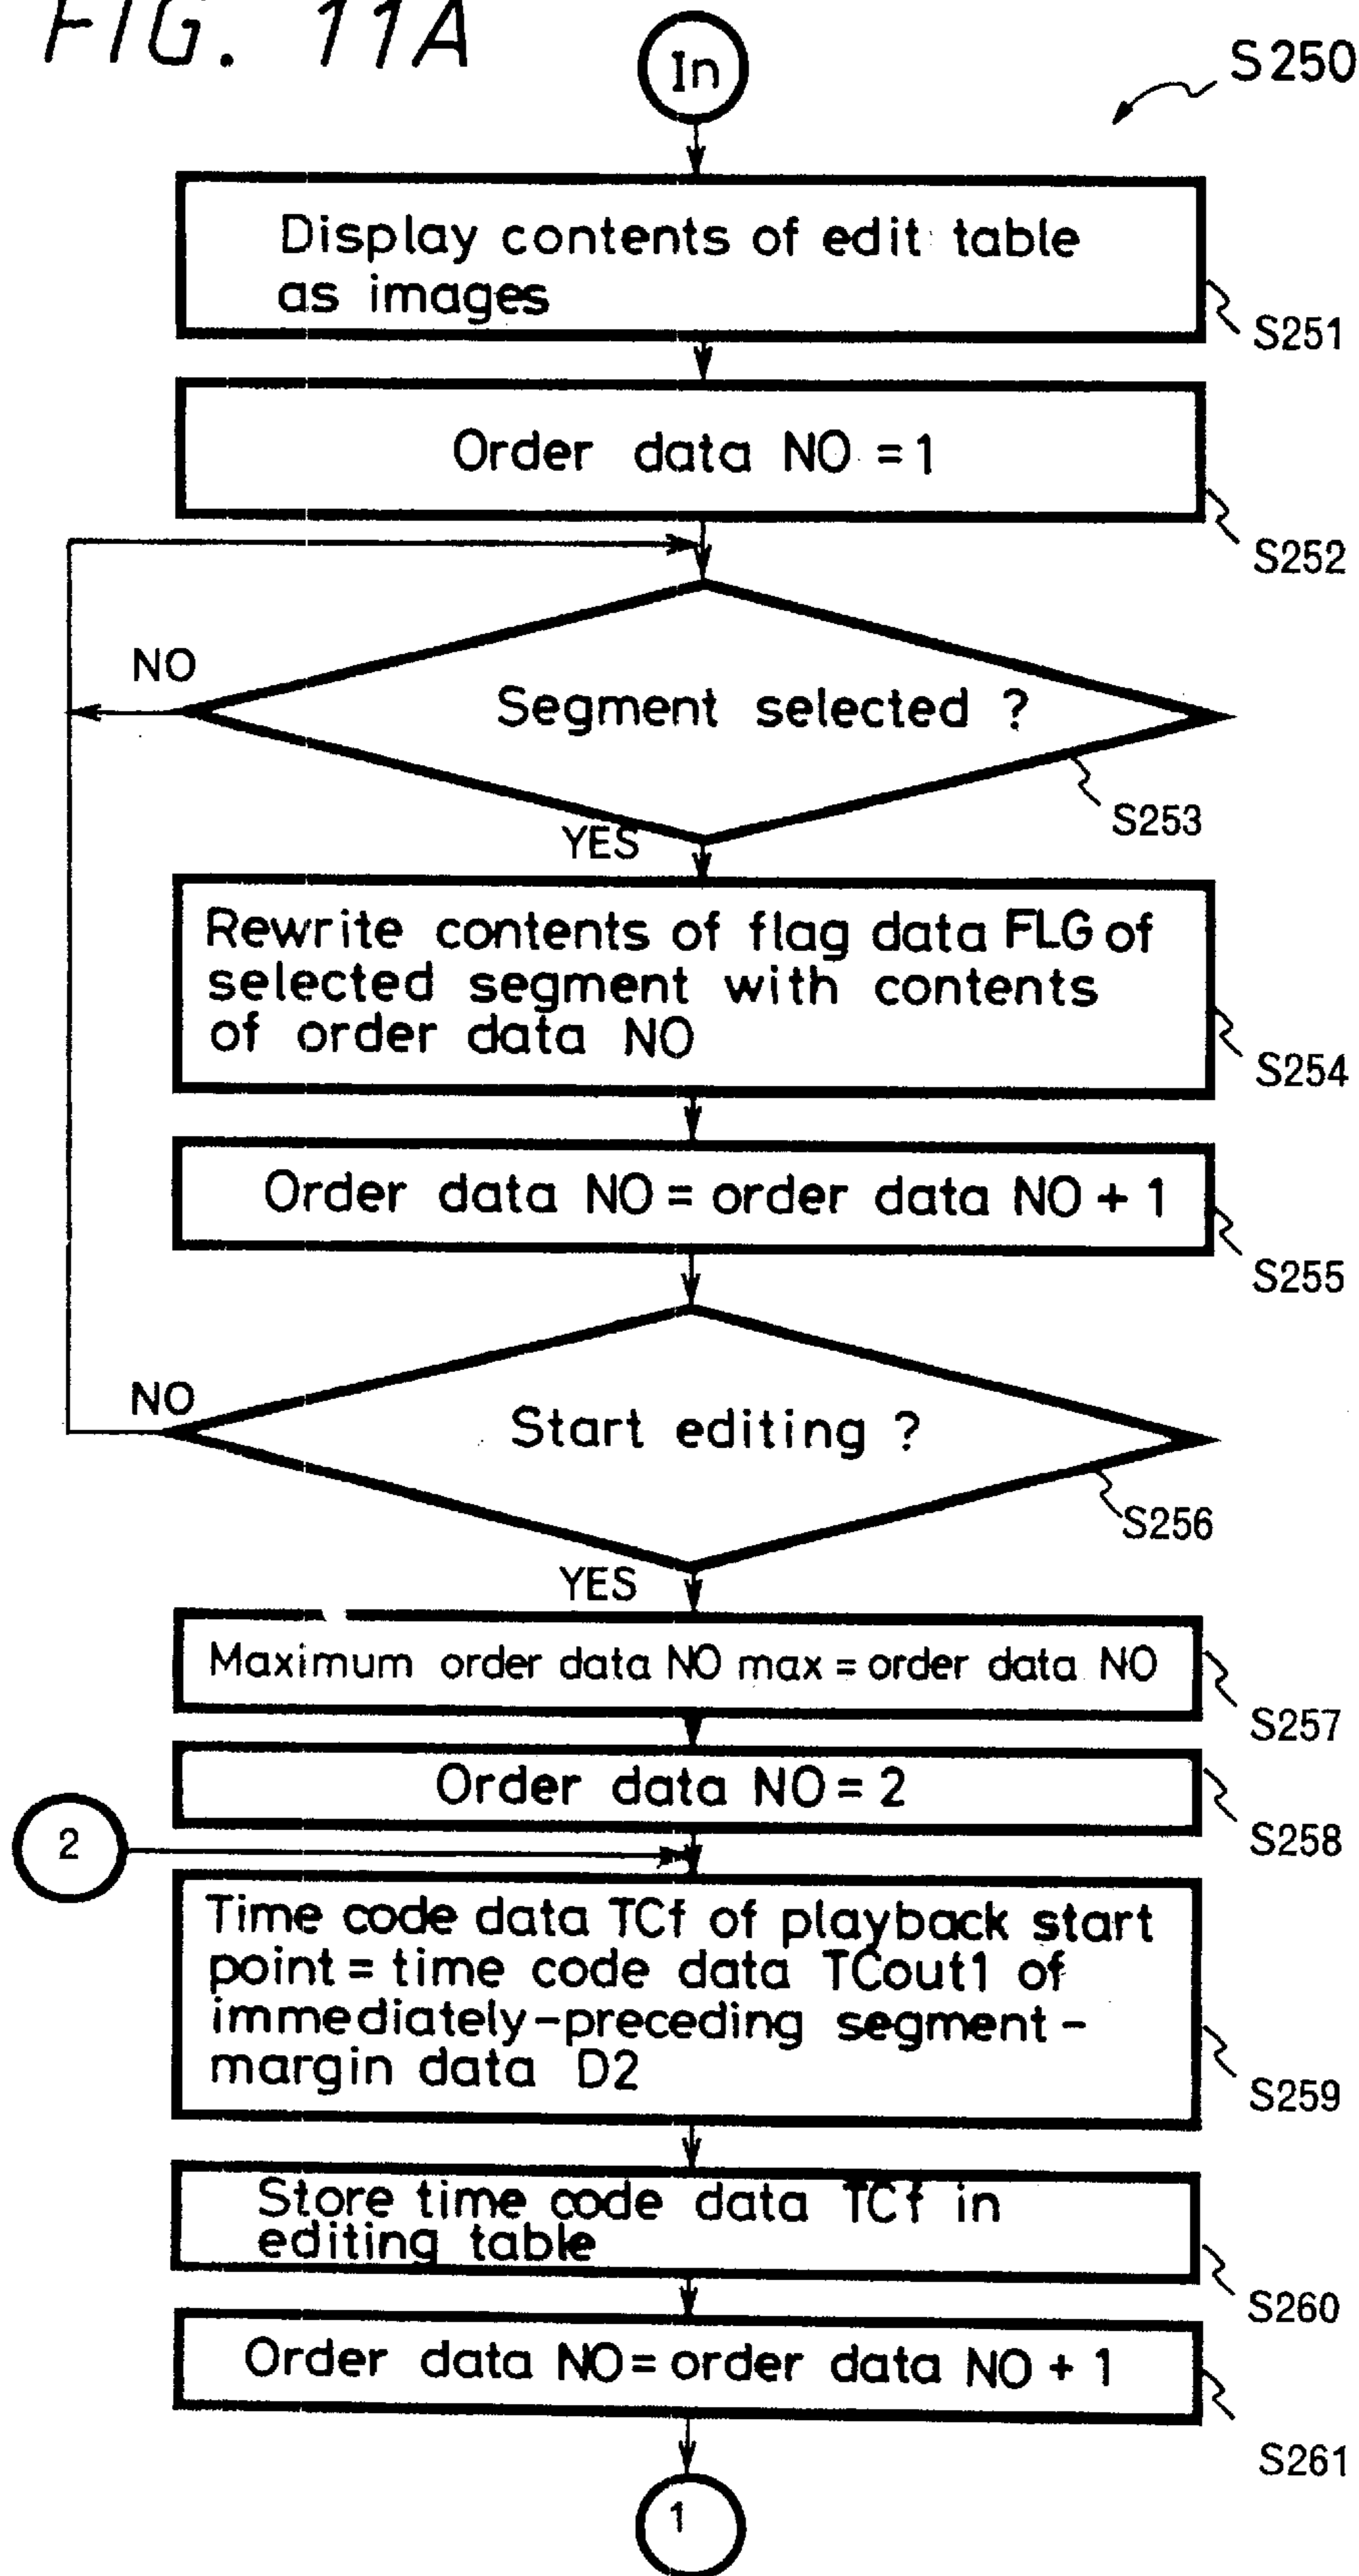 FIG. 11A
In
S250
Display contents of edit table
as images
S251
Order data NO = 1
S252
NO
Segment selected ?
S253
YES
Rewrite contents of flag data FLG of
selected segment with contents
of order data NO
S254
Order data NO = order data NO + 1
S255
NO
Start editing ?
S256
YES
Maximum order data NO max = order data NO
S257
Order data NO = 2
S258
2
Time code data TCf of playback start
point = time code data TCout1 of
immediately-preceding segment -
margin data D2
S259
Store time code data TCf in
editing table
S260
Order data NO = order data NO + 1
S261
1